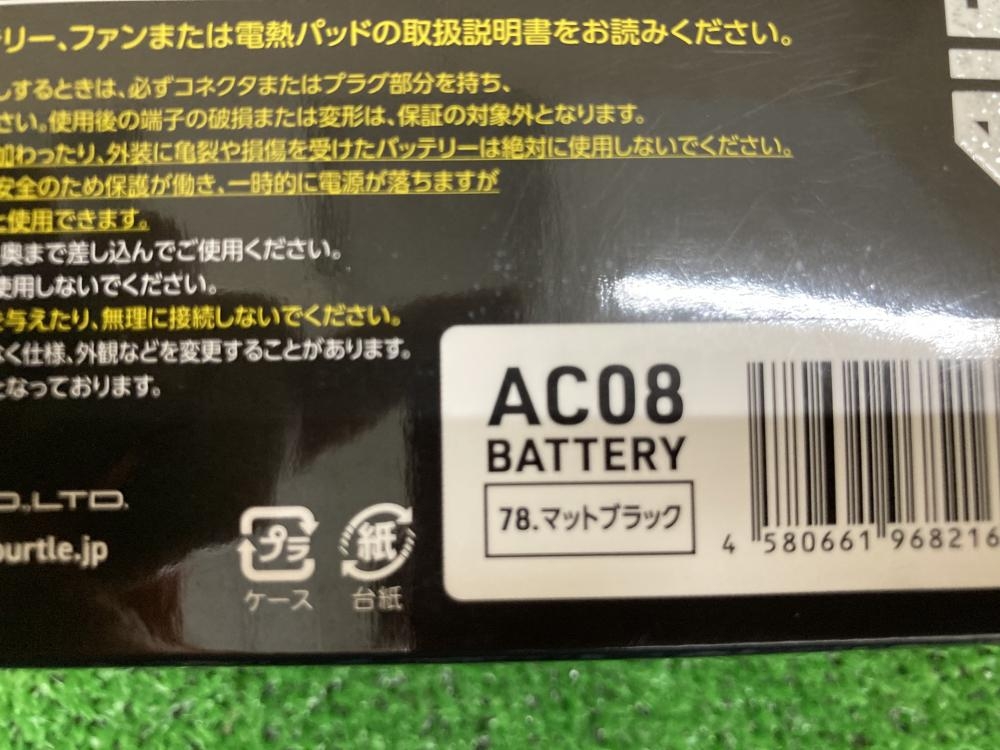 リー、ファンまたは電熱パッドの取扱説明書をお読みください。
しするときは、必ずコネクタまたはプラグ部分を持ち、
さい。使用後の端子の破損または変形は、保証の対象外となります。
加わったり、外装に亀裂や損傷を受けたバッテリーは絶対に使用しないでください。
安全のため保護が働き、一時的に電源が落ちますが
と使用できます。
奥まで差し込んでご使用ください。
使用しないでください。
を与えたり、無理に接続しないでください。
なく仕様、外観などを変更することがあります。
となっております。
O.,LTD.
burtle.jp
プラ
ケース
紙
台紙
AC08
BATTERY
78.マットブラック
4 580661 968216